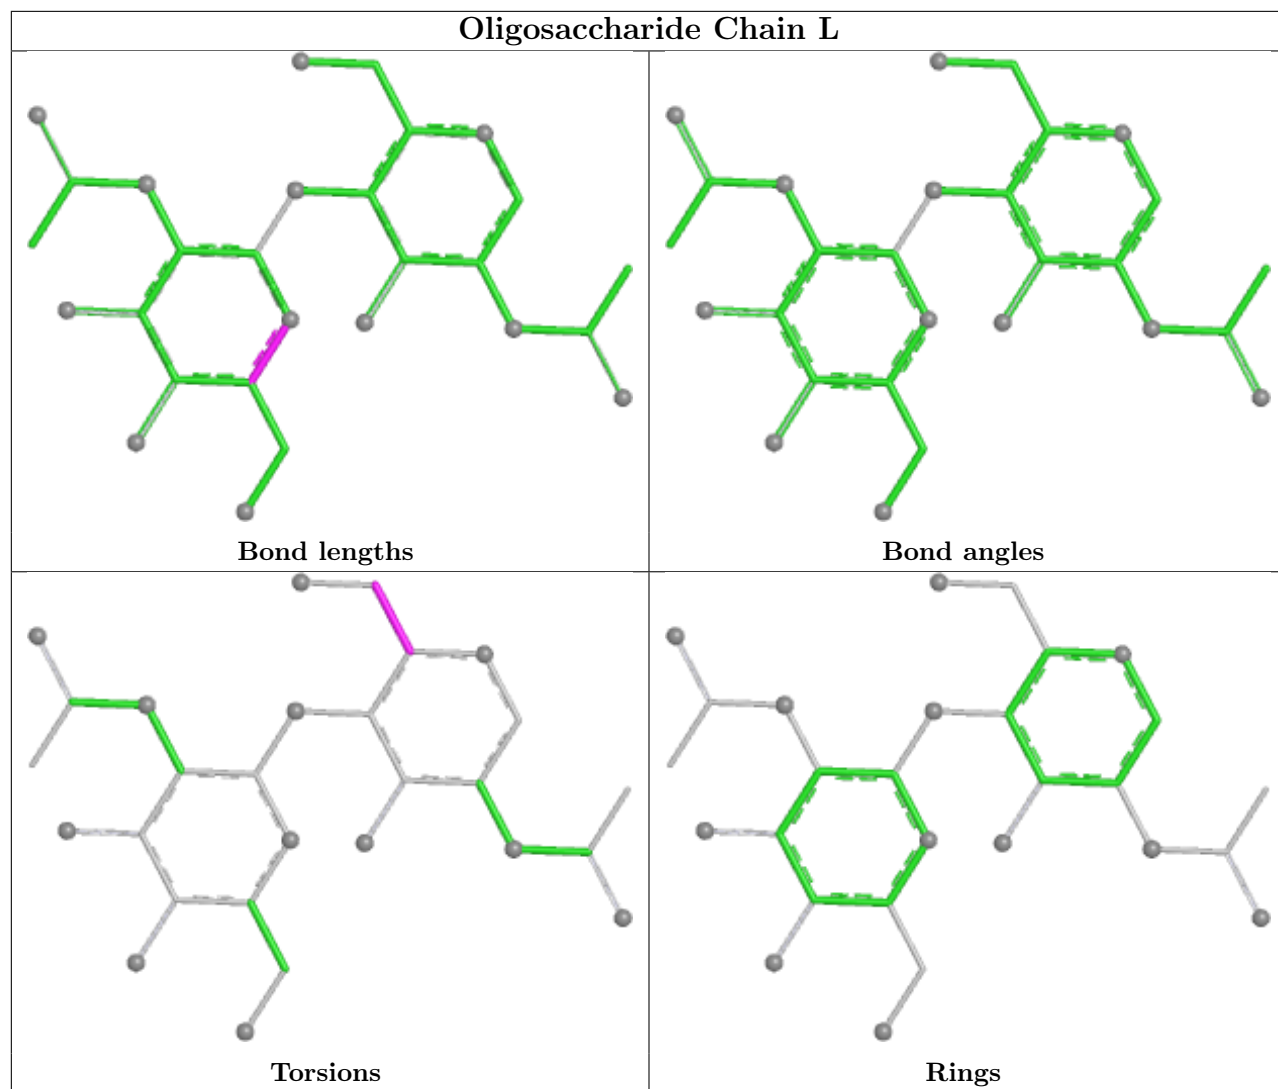 Oligosaccharide Chain L
Bond lengths
Bond angles
Torsions
Rings